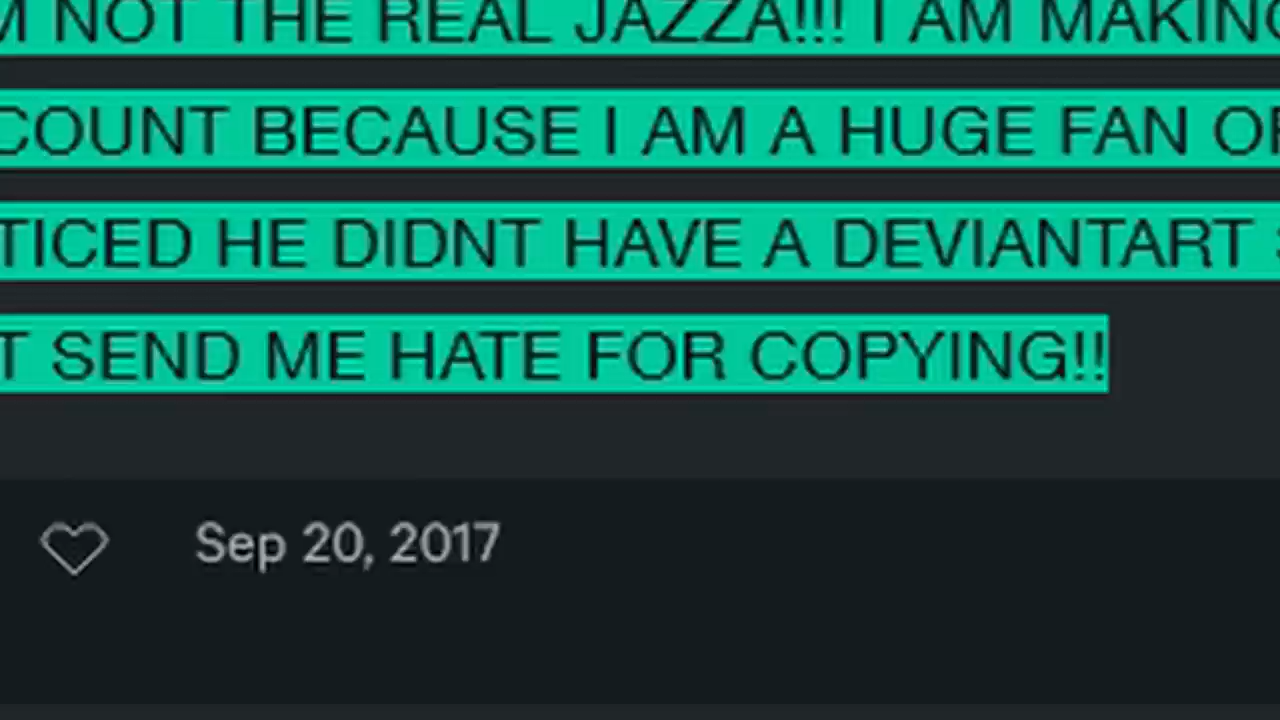 M NOT THE REAL JAZZA!!! I AM MAKING
COUNT BECAUSE I AM A HUGE FAN OF
TICED HE DIDNT HAVE A DEVIANTART
T SEND ME HATE FOR COPYING!!
Sep 20, 2017